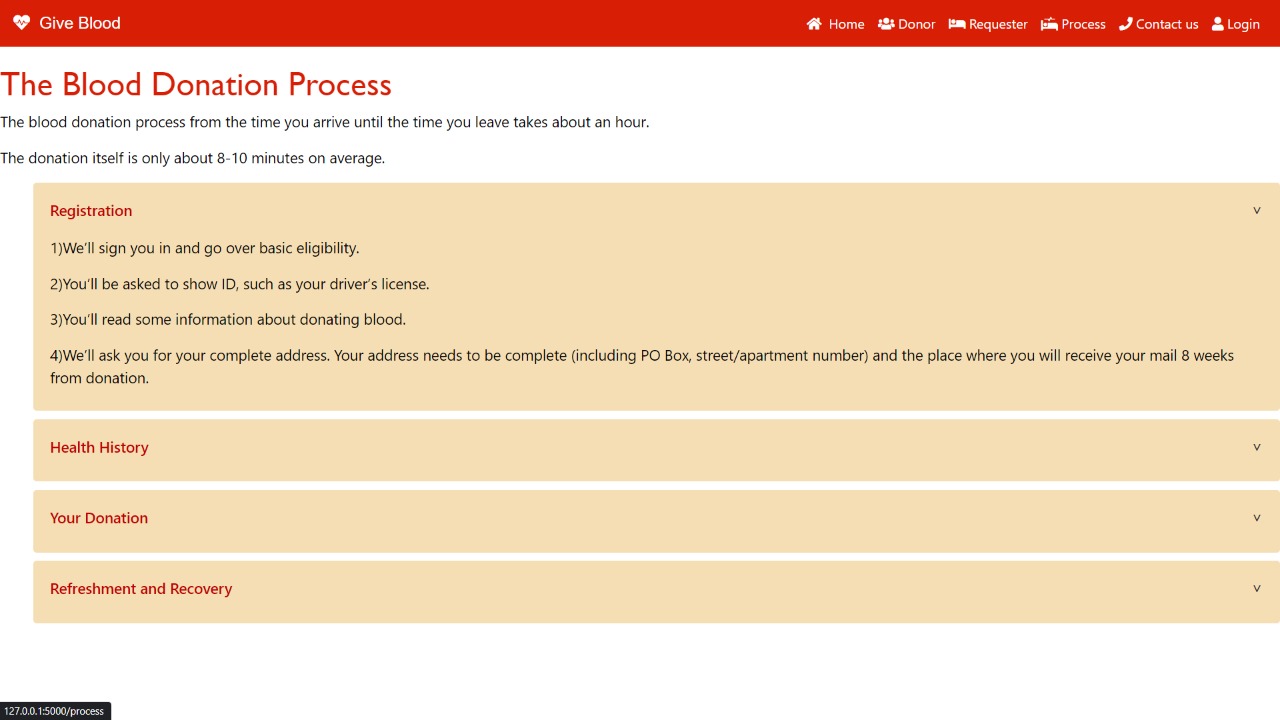 Give Blood
Home Donor Requester Process Contact us Login
The Blood Donation Process
The blood donation process from the time you arrive until the time you leave takes about an hour.
The donation itself is only about 8-10 minutes on average.
Registration ˅
1)We’ll sign you in and go over basic eligibility.
2)You’ll be asked to show ID, such as your driver’s license.
3)You’ll read some information about donating blood.
4)We’ll ask you for your complete address. Your address needs to be complete (including PO Box, street/apartment number) and the place where you will receive your mail 8 weeks
from donation.
Health History ˅
Your Donation ˅
Refreshment and Recovery ˅
127.0.0.1:5000/process